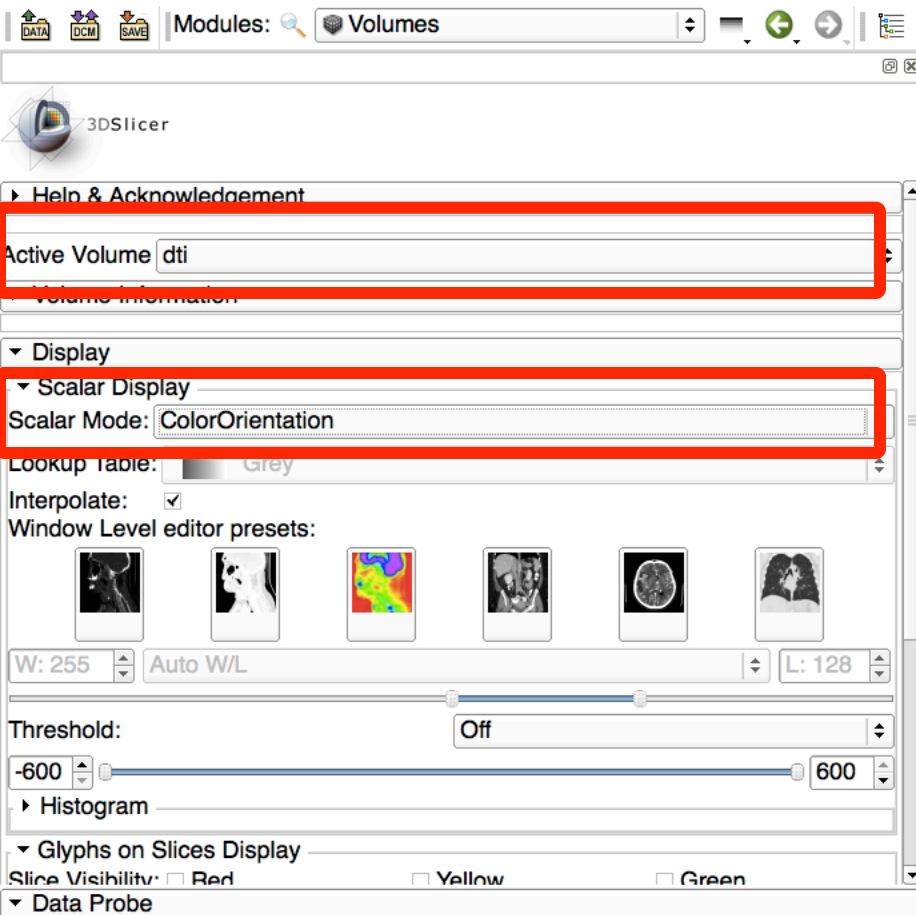 DATA DCM SAVE Modules: Volumes
3DSlicer
Help & Acknowledgement
Active Volume dti
Volume Information
Display
Scalar Display
Scalar Mode: ColorOrientation
Lookup Table: Grey
Interpolate:
Window Level editor presets:
W: 255 Auto W/L L: 128
Threshold: Off
-600 600
Histogram
Glyphs on Slices Display
Slice Visibility: Red Yellow Green
Data Probe